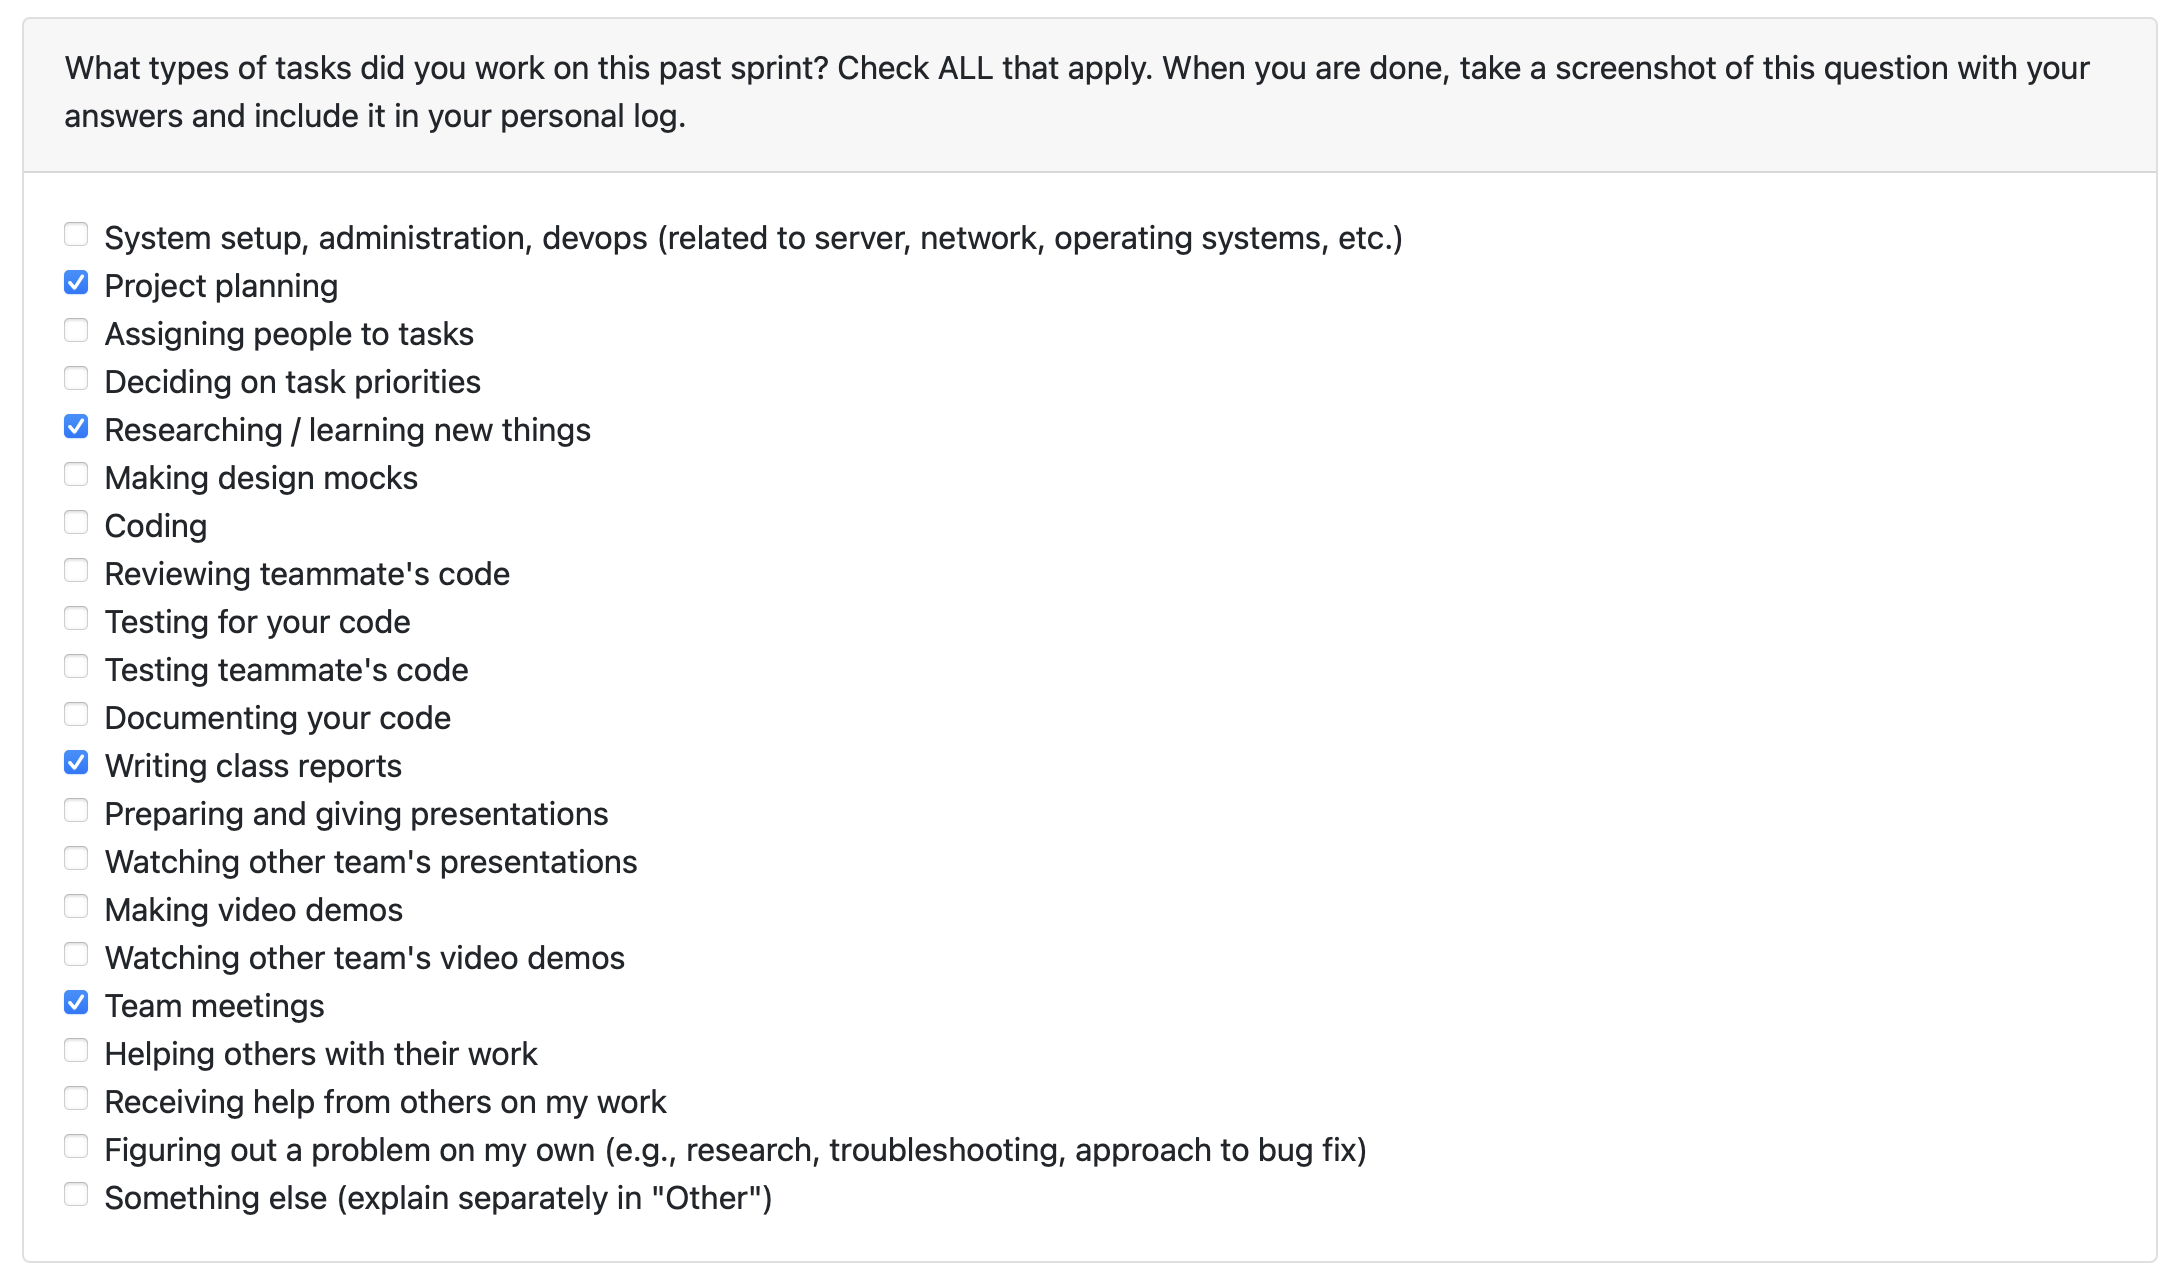 What types of tasks did you work on this past sprint? Check ALL that apply. When you are done, take a screenshot of this question with your
answers and include it in your personal log.
System setup, administration, devops (related to server, network, operating systems, etc.)
Project planning
Assigning people to tasks
Deciding on task priorities
Researching / learning new things
Making design mocks
Coding
Reviewing teammate's code
Testing for your code
Testing teammate's code
Documenting your code
Writing class reports
Preparing and giving presentations
Watching other team's presentations
Making video demos
Watching other team's video demos
Team meetings
Helping others with their work
Receiving help from others on my work
Figuring out a problem on my own (e.g., research, troubleshooting, approach to bug fix)
Something else (explain separately in "Other")